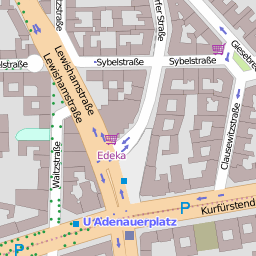 Waitzstraße
Lewishamstraße
Lewishamstraße
Sybelstraße
Sybelstraße
Clausewitzstraße
Edeka
U Adenauerplatz
P
P
Kurfürstend